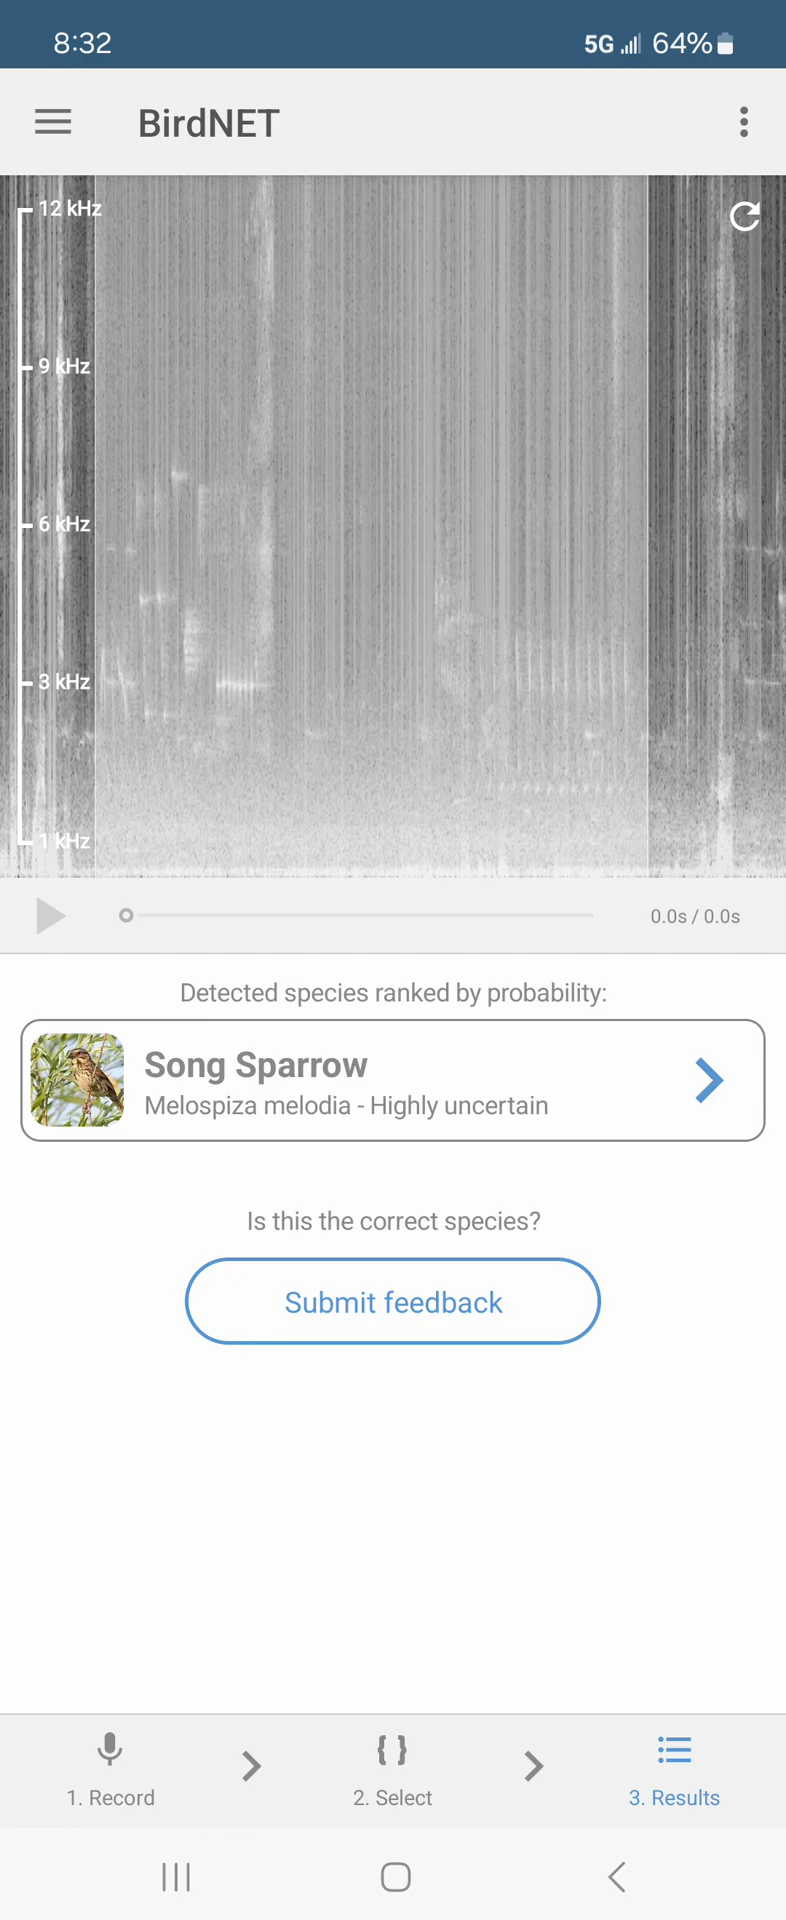 8:32 5G 64%
BirdNET
12 kHz
9 kHz
6 kHz
3 kHz
1 kHz
0.0s / 0.0s
Detected species ranked by probability:
Song Sparrow
Melospiza melodia - Highly uncertain
Is this the correct species?
Submit feedback
{ }
1. Record
2. Select
3. Results